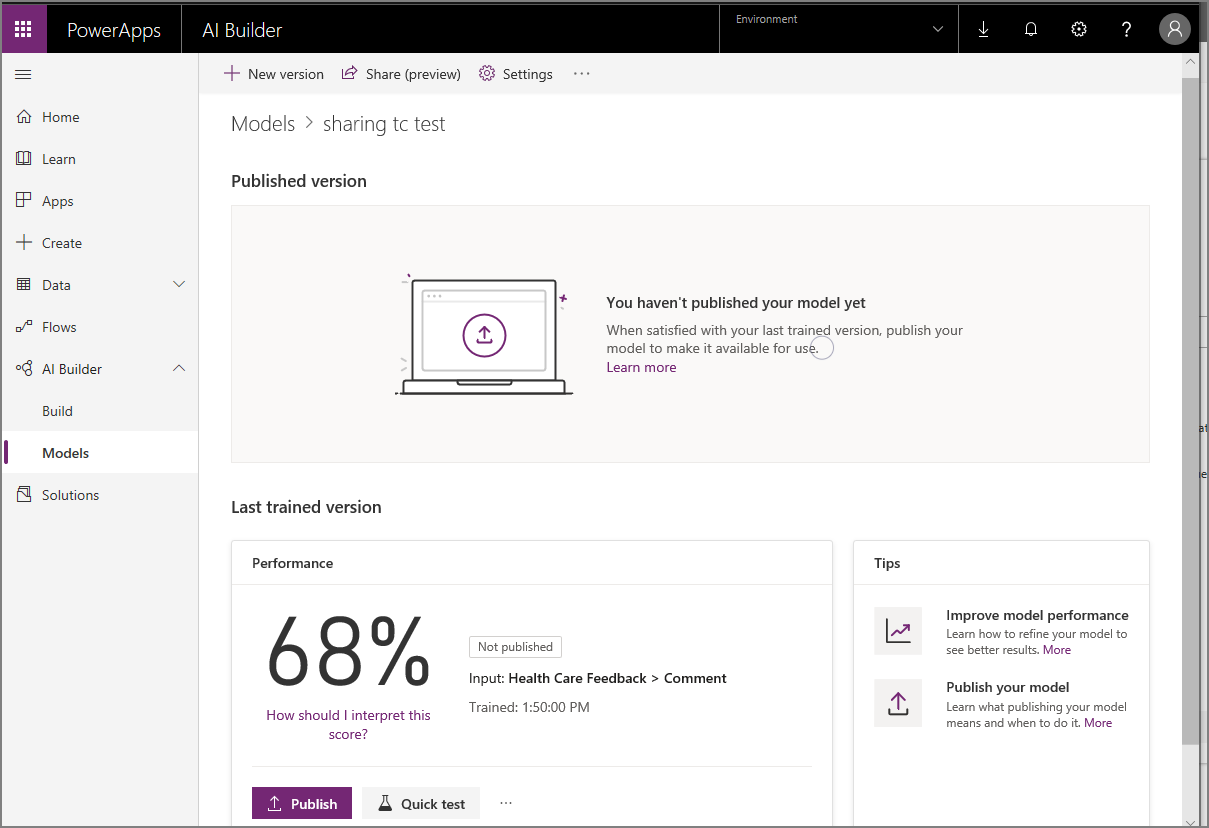 PowerApps
AI Builder
Environment
New version
Share (preview)
Settings
Home
Learn
Apps
Create
Data
Flows
AI Builder
Build
Models
Solutions
Models > sharing tc test
Published version
You haven't published your model yet
When satisfied with your last trained version, publish your
model to make it available for use.
Learn more
Last trained version
Performance
68%
How should I interpret this
score?
Not published
Input: Health Care Feedback > Comment
Trained: 1:50:00 PM
Publish
Quick test
Tips
Improve model performance
Learn how to refine your model to
see better results. More
Publish your model
Learn what publishing your model
means and when to do it. More